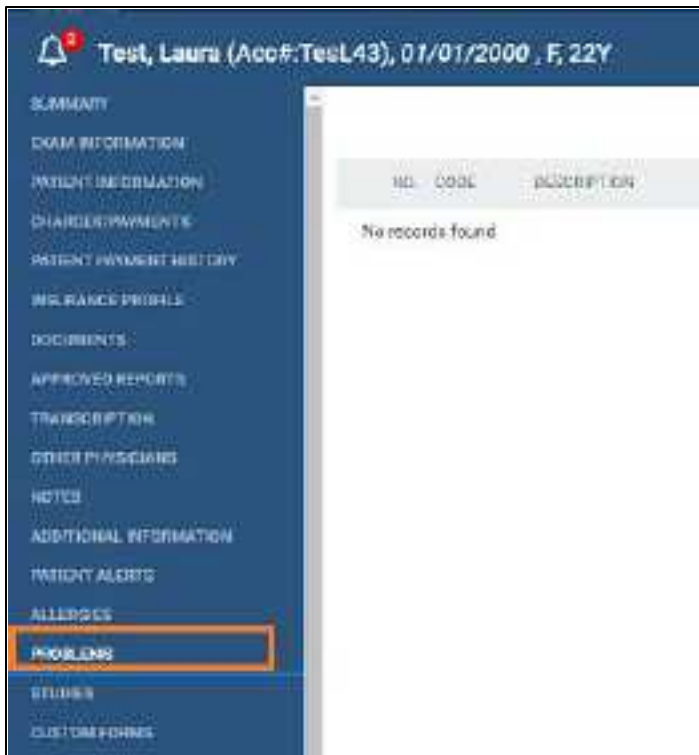 2
Test, Laura (Acc#:TesL43), 01/01/2000 , F, 22Y
SUMMARY
EXAM INFORMATION
PATIENT INFORMATION
CHARGES/PAYMENTS
PATIENT PAYMENT HISTORY
INSURANCE PROFILE
DOCUMENTS
APPROVED REPORTS
TRANSCRIPTION
OTHER PHYSICIANS
NOTES
ADDITIONAL INFORMATION
PATIENT ALERTS
ALLERGIES
PROBLEMS
STUDIES
CUSTOM FORMS
NO. CODE DESCRIPTION
No records found